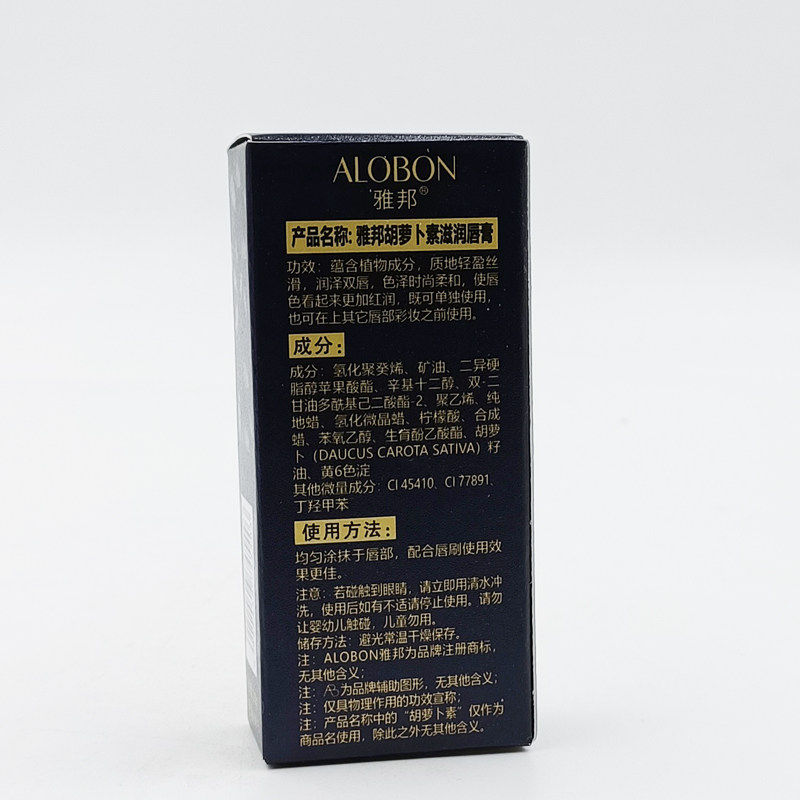 ALOBON
雅邦®
产品名称: 雅邦胡萝卜素滋润唇膏
功效：蕴含植物成分，质地轻盈丝
滑，润泽双唇，色泽时尚柔和，使唇
色看起来更加红润，既可单独使用，
也可在上其它唇部彩妆之前使用。
成分：
成分：氢化聚癸烯、矿油、二异硬
脂醇苹果酸酯、辛基十二醇、双-二
甘油多酰基己二酸酯-2、聚乙烯、纯
地蜡、氢化微晶蜡、柠檬酸、合成
蜡、苯氧乙醇、生育酚乙酸酯、胡萝
卜（DAUCUS CAROTA SATIVA）籽
油、黄6色淀
其他微量成分：CI 45410、CI 77891、
丁羟甲苯
使用方法：
均匀涂抹于唇部，配合唇刷使用效
果更佳。
注意：若碰触到眼睛，请立即用清水冲
洗，使用后如有不适请停止使用。请勿
让婴幼儿触碰，儿童勿用。
储存方法：避光常温干燥保存。
注：ALOBON雅邦为品牌注册商标，
无其他含义；
注：为品牌辅助图形，无其他含义；
注：仅具物理作用的功效宣称；
注：产品名称中的“胡萝卜素”仅作为
商品名使用，除此之外无其他含义。